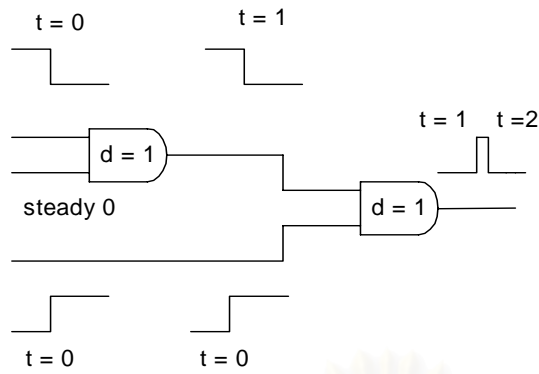 t = 0
t = 1
t = 1
t =2
d = 1
steady 0
d = 1
t = 0
t = 0